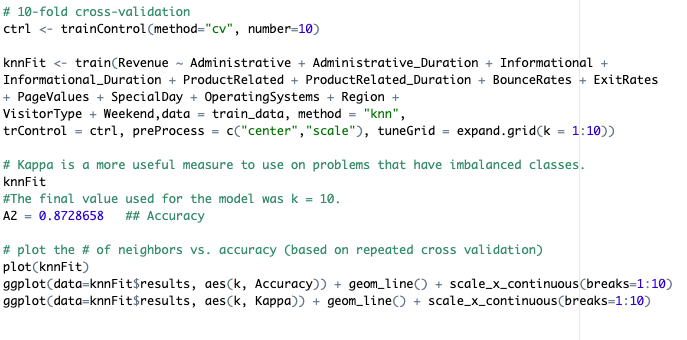 # 10-fold cross-validation
ctrl <- trainControl(method="cv", number=10)
knnFit <- train(Revenue ~ Administrative + Administrative_Duration + Informational +
Informational_Duration + ProductRelated + ProductRelated_Duration + BounceRates + ExitRates
+ PageValues + SpecialDay + OperatingSystems + Region +
VisitorType + Weekend,data = train_data, method = "knn",
trControl = ctrl, preProcess = c("center","scale"), tuneGrid = expand.grid(k = 1:10))
# Kappa is a more useful measure to use on problems that have imbalanced classes.
knnFit
#The final value used for the model was k = 10.
A2 = 0.8728658   ## Accuracy
# plot the # of neighbors vs. accuracy (based on repeated cross validation)
plot(knnFit)
ggplot(data=knnFit$results, aes(k, Accuracy)) + geom_line() + scale_x_continuous(breaks=1:10)
ggplot(data=knnFit$results, aes(k, Kappa)) + geom_line() + scale_x_continuous(breaks=1:10)